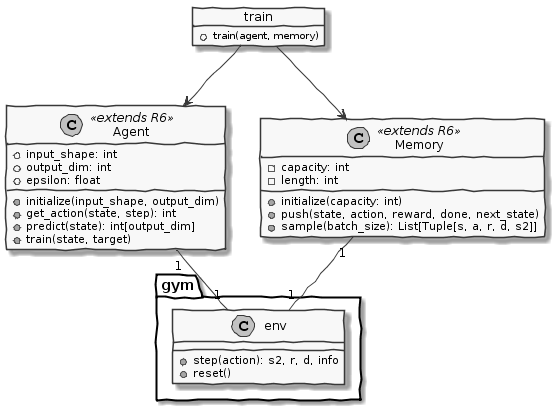 train
train(agent, memory)
C «extends R6»
Agent
input_shape: int
output_dim: int
epsilon: float
initialize(input_shape, output_dim)
get_action(state, step): int
predict(state): int[output_dim]
train(state, target)
C «extends R6»
Memory
capacity: int
length: int
initialize(capacity: int)
push(state, action, reward, done, next_state)
sample(batch_size): List[Tuple[s, a, r, d, s2]]
1
1
gym
1
1
C env
step(action): s2, r, d, info
reset()